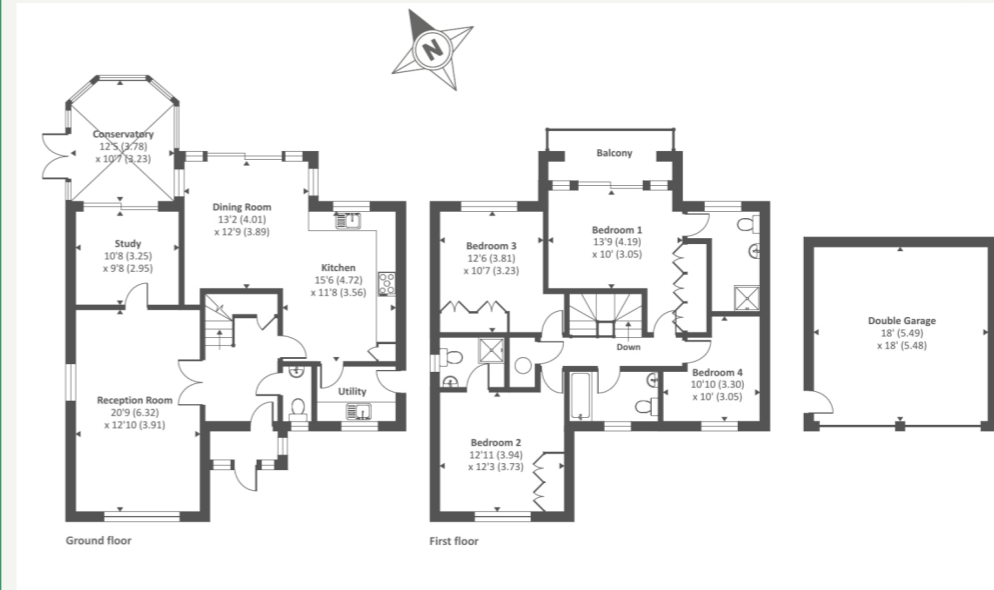 N
Conservatory
12'5 (3.78)
x 10'7 (3.23)
Dining Room
13'2 (4.01)
x 12'9 (3.89)
Study
10'8 (3.25)
x 9'8 (2.95)
Kitchen
15'6 (4.72)
x 11'8 (3.56)
Reception Room
20'9 (6.32)
x 12'10 (3.91)
Utility
Ground floor
Balcony
Bedroom 1
13'9 (4.19)
x 10' (3.05)
Bedroom 3
12'6 (3.81)
x 10'7 (3.23)
Down
Bedroom 4
10'10 (3.30)
x 10' (3.05)
Bedroom 2
12'11 (3.94)
x 12'3 (3.73)
First floor
Double Garage
18' (5.49)
x 18' (5.48)